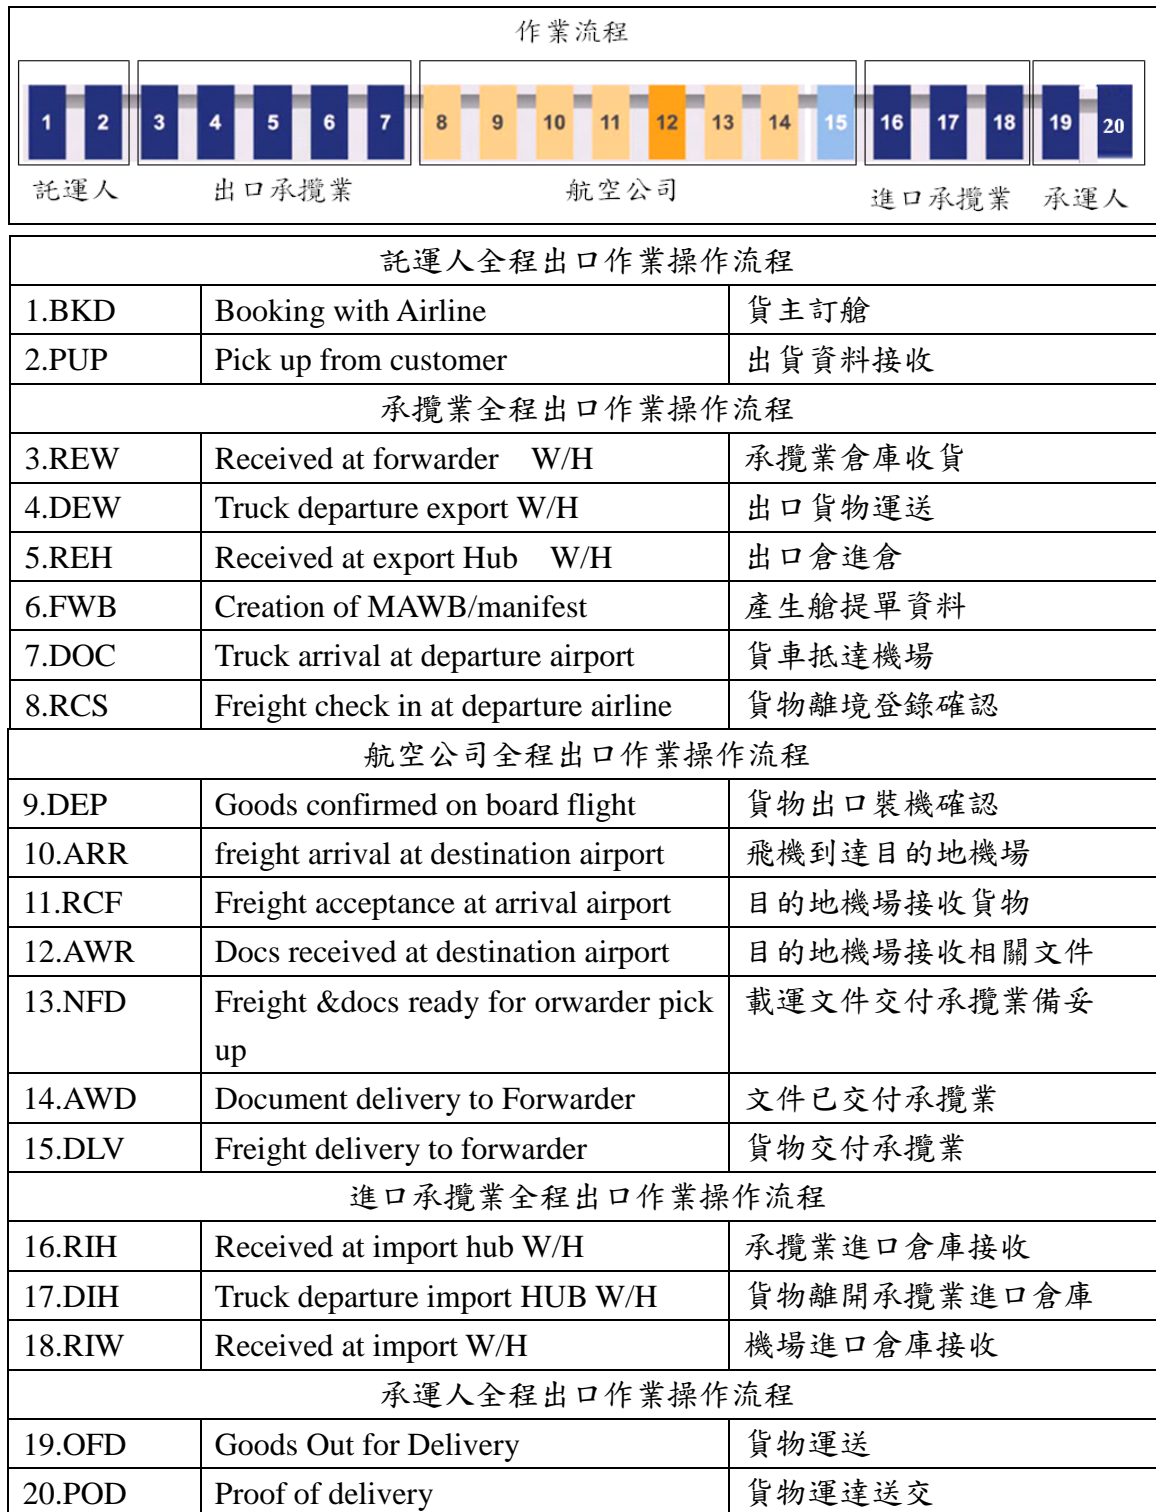 作業流程
1 2 3 4 5 6 7 8 9 10 11 12 13 14 15 16 17 18 19 20
託運人 出口承攬業 航空公司 進口承攬業 承運人
託運人全程出口作業操作流程
1.BKD Booking with Airline 貨主訂艙
2.PUP Pick up from customer 出貨資料接收
承攬業全程出口作業操作流程
3.REW Received at forwarder W/H 承攬業倉庫收貨
4.DEW Truck departure export W/H 出口貨物運送
5.REH Received at export Hub W/H 出口倉進倉
6.FWB Creation of MAWB/manifest 產生艙提單資料
7.DOC Truck arrival at departure airport 貨車抵達機場
8.RCS Freight check in at departure airline 貨物離境登錄確認
航空公司全程出口作業操作流程
9.DEP Goods confirmed on board flight 貨物出口裝機確認
10.ARR freight arrival at destination airport 飛機到達目的地機場
11.RCF Freight acceptance at arrival airport 目的地機場接收貨物
12.AWR Docs received at destination airport 目的地機場接收相關文件
13.NFD Freight &docs ready for orwarder pick 載運文件交付承攬業備妥
up
14.AWD Document delivery to Forwarder 文件已交付承攬業
15.DLV Freight delivery to forwarder 貨物交付承攬業
進口承攬業全程出口作業操作流程
16.RIH Received at import hub W/H 承攬業進口倉庫接收
17.DIH Truck departure import HUB W/H 貨物離開承攬業進口倉庫
18.RIW Received at import W/H 機場進口倉庫接收
承運人全程出口作業操作流程
19.OFD Goods Out for Delivery 貨物運送
20.POD Proof of delivery 貨物運達送交